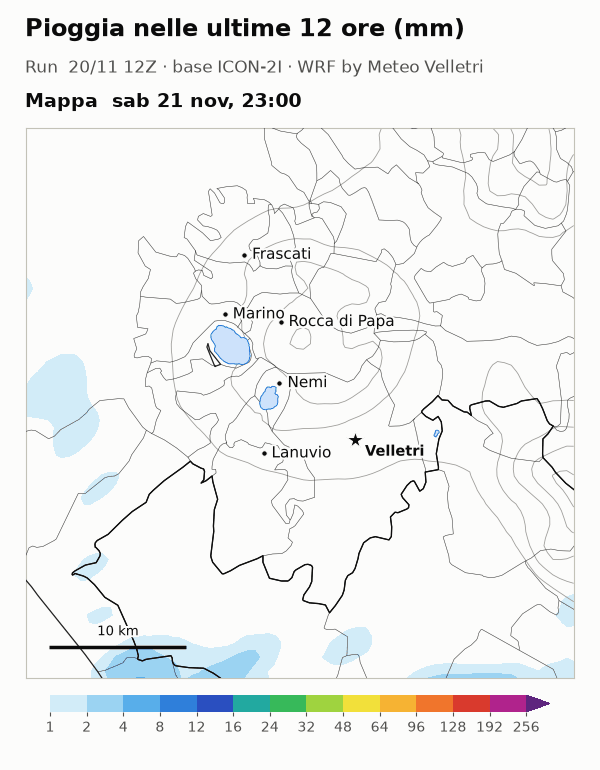 Pioggia nelle ultime 12 ore (mm)
Run  20/11 12Z · base ICON-2I · WRF by Meteo Velletri
Mappa  sab 21 nov, 23:00
Frascati
Marino
Rocca di Papa
Nemi
Velletri
Lanuvio
10 km
1 2 4 8 12 16 24 32 48 64 96 128 192 256